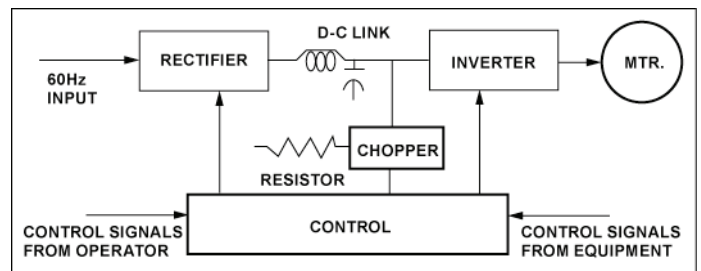 D-C LINK
RECTIFIER
INVERTER
MTR.
60Hz
INPUT
CHOPPER
RESISTOR
CONTROL
CONTROL SIGNALS
FROM OPERATOR
CONTROL SIGNALS
FROM EQUIPMENT